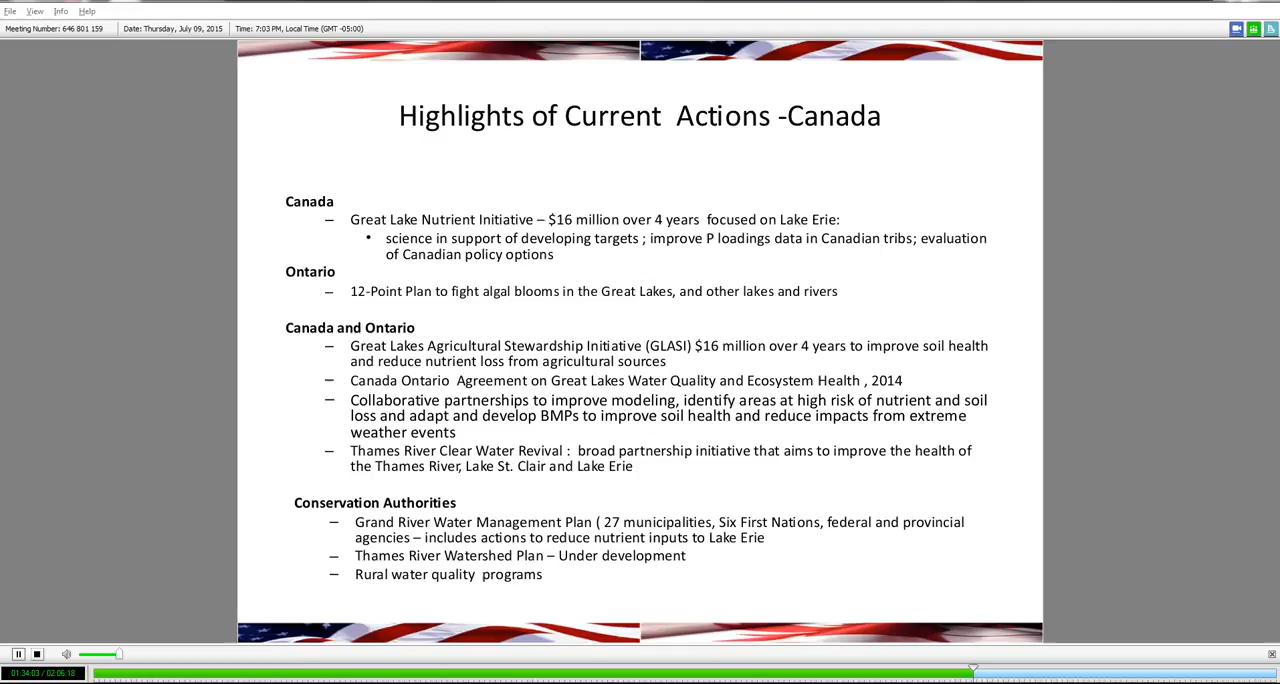 File View Info Help
Meeting Number: 646 801 159 Date: Thursday, July 09, 2015 Time: 7:03 PM, Local Time (GMT -05:00)
Highlights of Current Actions -Canada
Canada
– Great Lake Nutrient Initiative – $16 million over 4 years focused on Lake Erie:
• science in support of developing targets ; improve P loadings data in Canadian tribs; evaluation
of Canadian policy options
Ontario
– 12-Point Plan to fight algal blooms in the Great Lakes, and other lakes and rivers
Canada and Ontario
– Great Lakes Agricultural Stewardship Initiative (GLASI) $16 million over 4 years to improve soil health
and reduce nutrient loss from agricultural sources
– Canada Ontario Agreement on Great Lakes Water Quality and Ecosystem Health , 2014
– Collaborative partnerships to improve modeling, identify areas at high risk of nutrient and soil
loss and adapt and develop BMPs to improve soil health and reduce impacts from extreme
weather events
– Thames River Clear Water Revival : broad partnership initiative that aims to improve the health of
the Thames River, Lake St. Clair and Lake Erie
Conservation Authorities
– Grand River Water Management Plan ( 27 municipalities, Six First Nations, federal and provincial
agencies – includes actions to reduce nutrient inputs to Lake Erie
– Thames River Watershed Plan – Under development
– Rural water quality programs
01:34:03 / 02:06:18